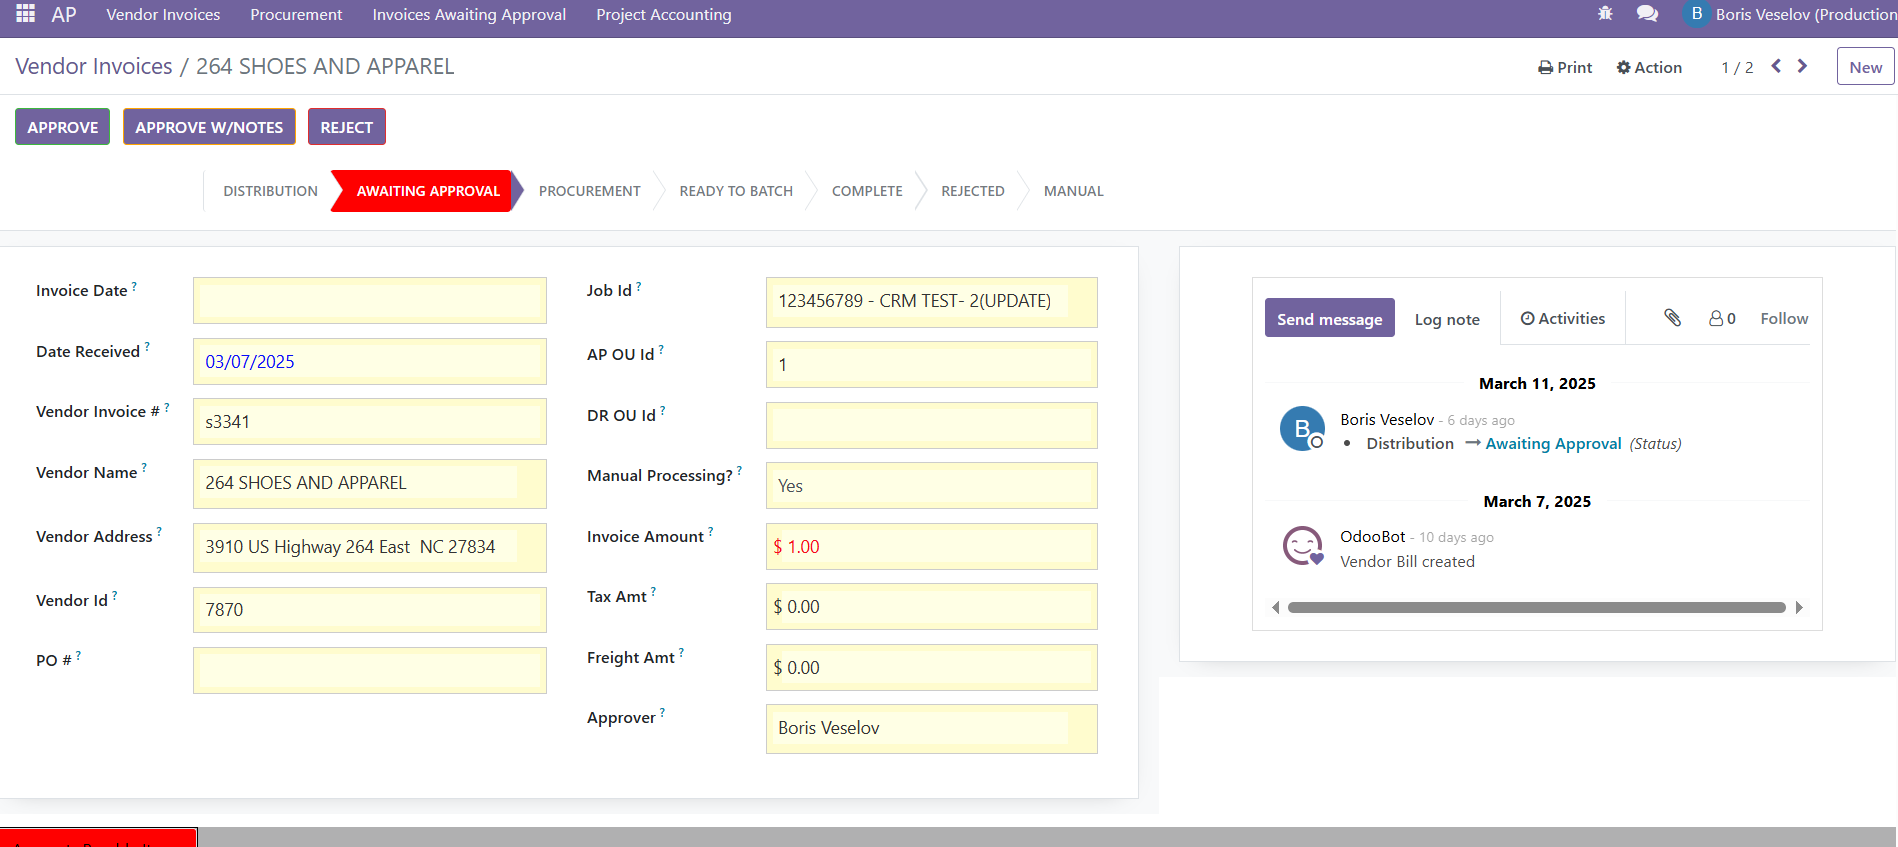 AP Vendor Invoices Procurement Invoices Awaiting Approval Project Accounting B Boris Veselov (Production
Vendor Invoices / 264 SHOES AND APPAREL Print Action 1 / 2 New
APPROVE APPROVE W/NOTES REJECT
DISTRIBUTION AWAITING APPROVAL PROCUREMENT READY TO BATCH COMPLETE REJECTED MANUAL
Invoice Date ?
Date Received ? 03/07/2025
Vendor Invoice # ? s3341
Vendor Name ? 264 SHOES AND APPAREL
Vendor Address ? 3910 US Highway 264 East NC 27834
Vendor Id ? 7870
PO # ?
Job Id ? 123456789 - CRM TEST- 2(UPDATE)
AP OU Id ? 1
DR OU Id ?
Manual Processing? ? Yes
Invoice Amount ? $ 1.00
Tax Amt ? $ 0.00
Freight Amt ? $ 0.00
Approver ? Boris Veselov
Send message Log note Activities 0 Follow
March 11, 2025
B Boris Veselov - 6 days ago
• Distribution → Awaiting Approval (Status)
March 7, 2025
OdooBot - 10 days ago
Vendor Bill created